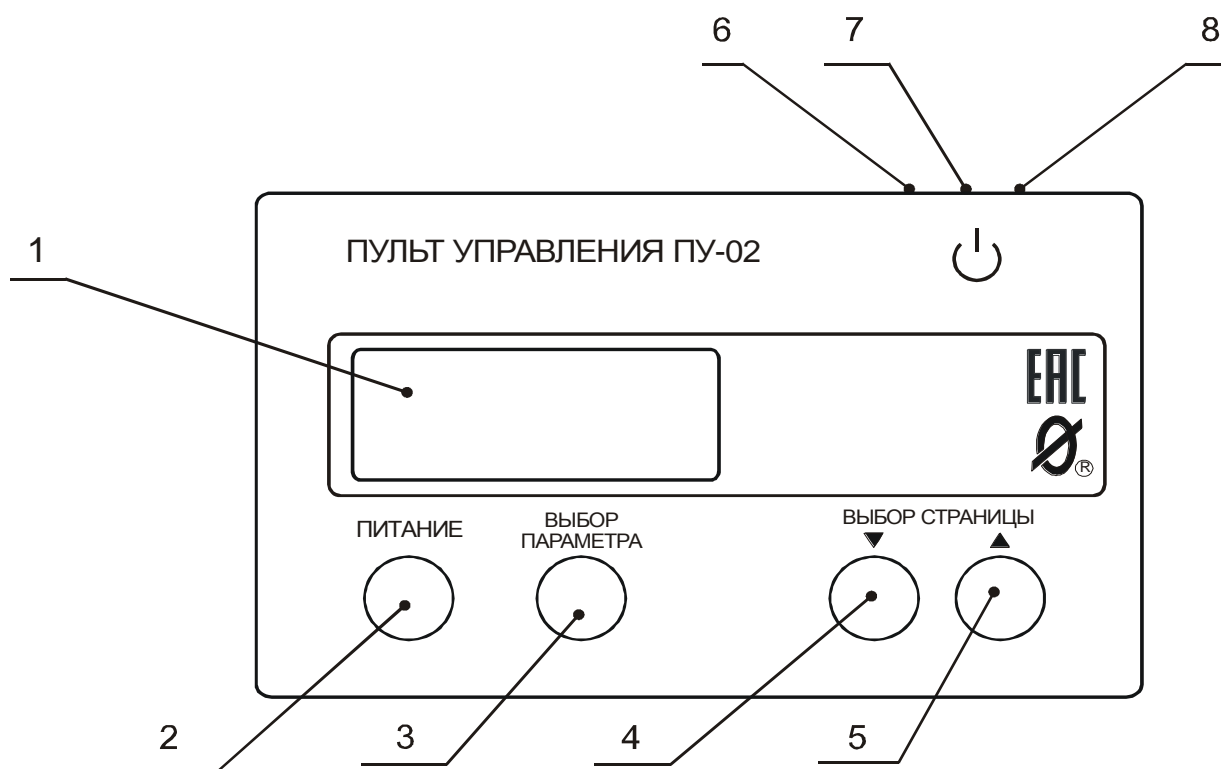 6 7 8
1
ПУЛЬТ УПРАВЛЕНИЯ ПУ-02
EAC
®
ПИТАНИЕ
ВЫБОР
ПАРАМЕТРА
ВЫБОР СТРАНИЦЫ
▼ ▲
2 3 4 5